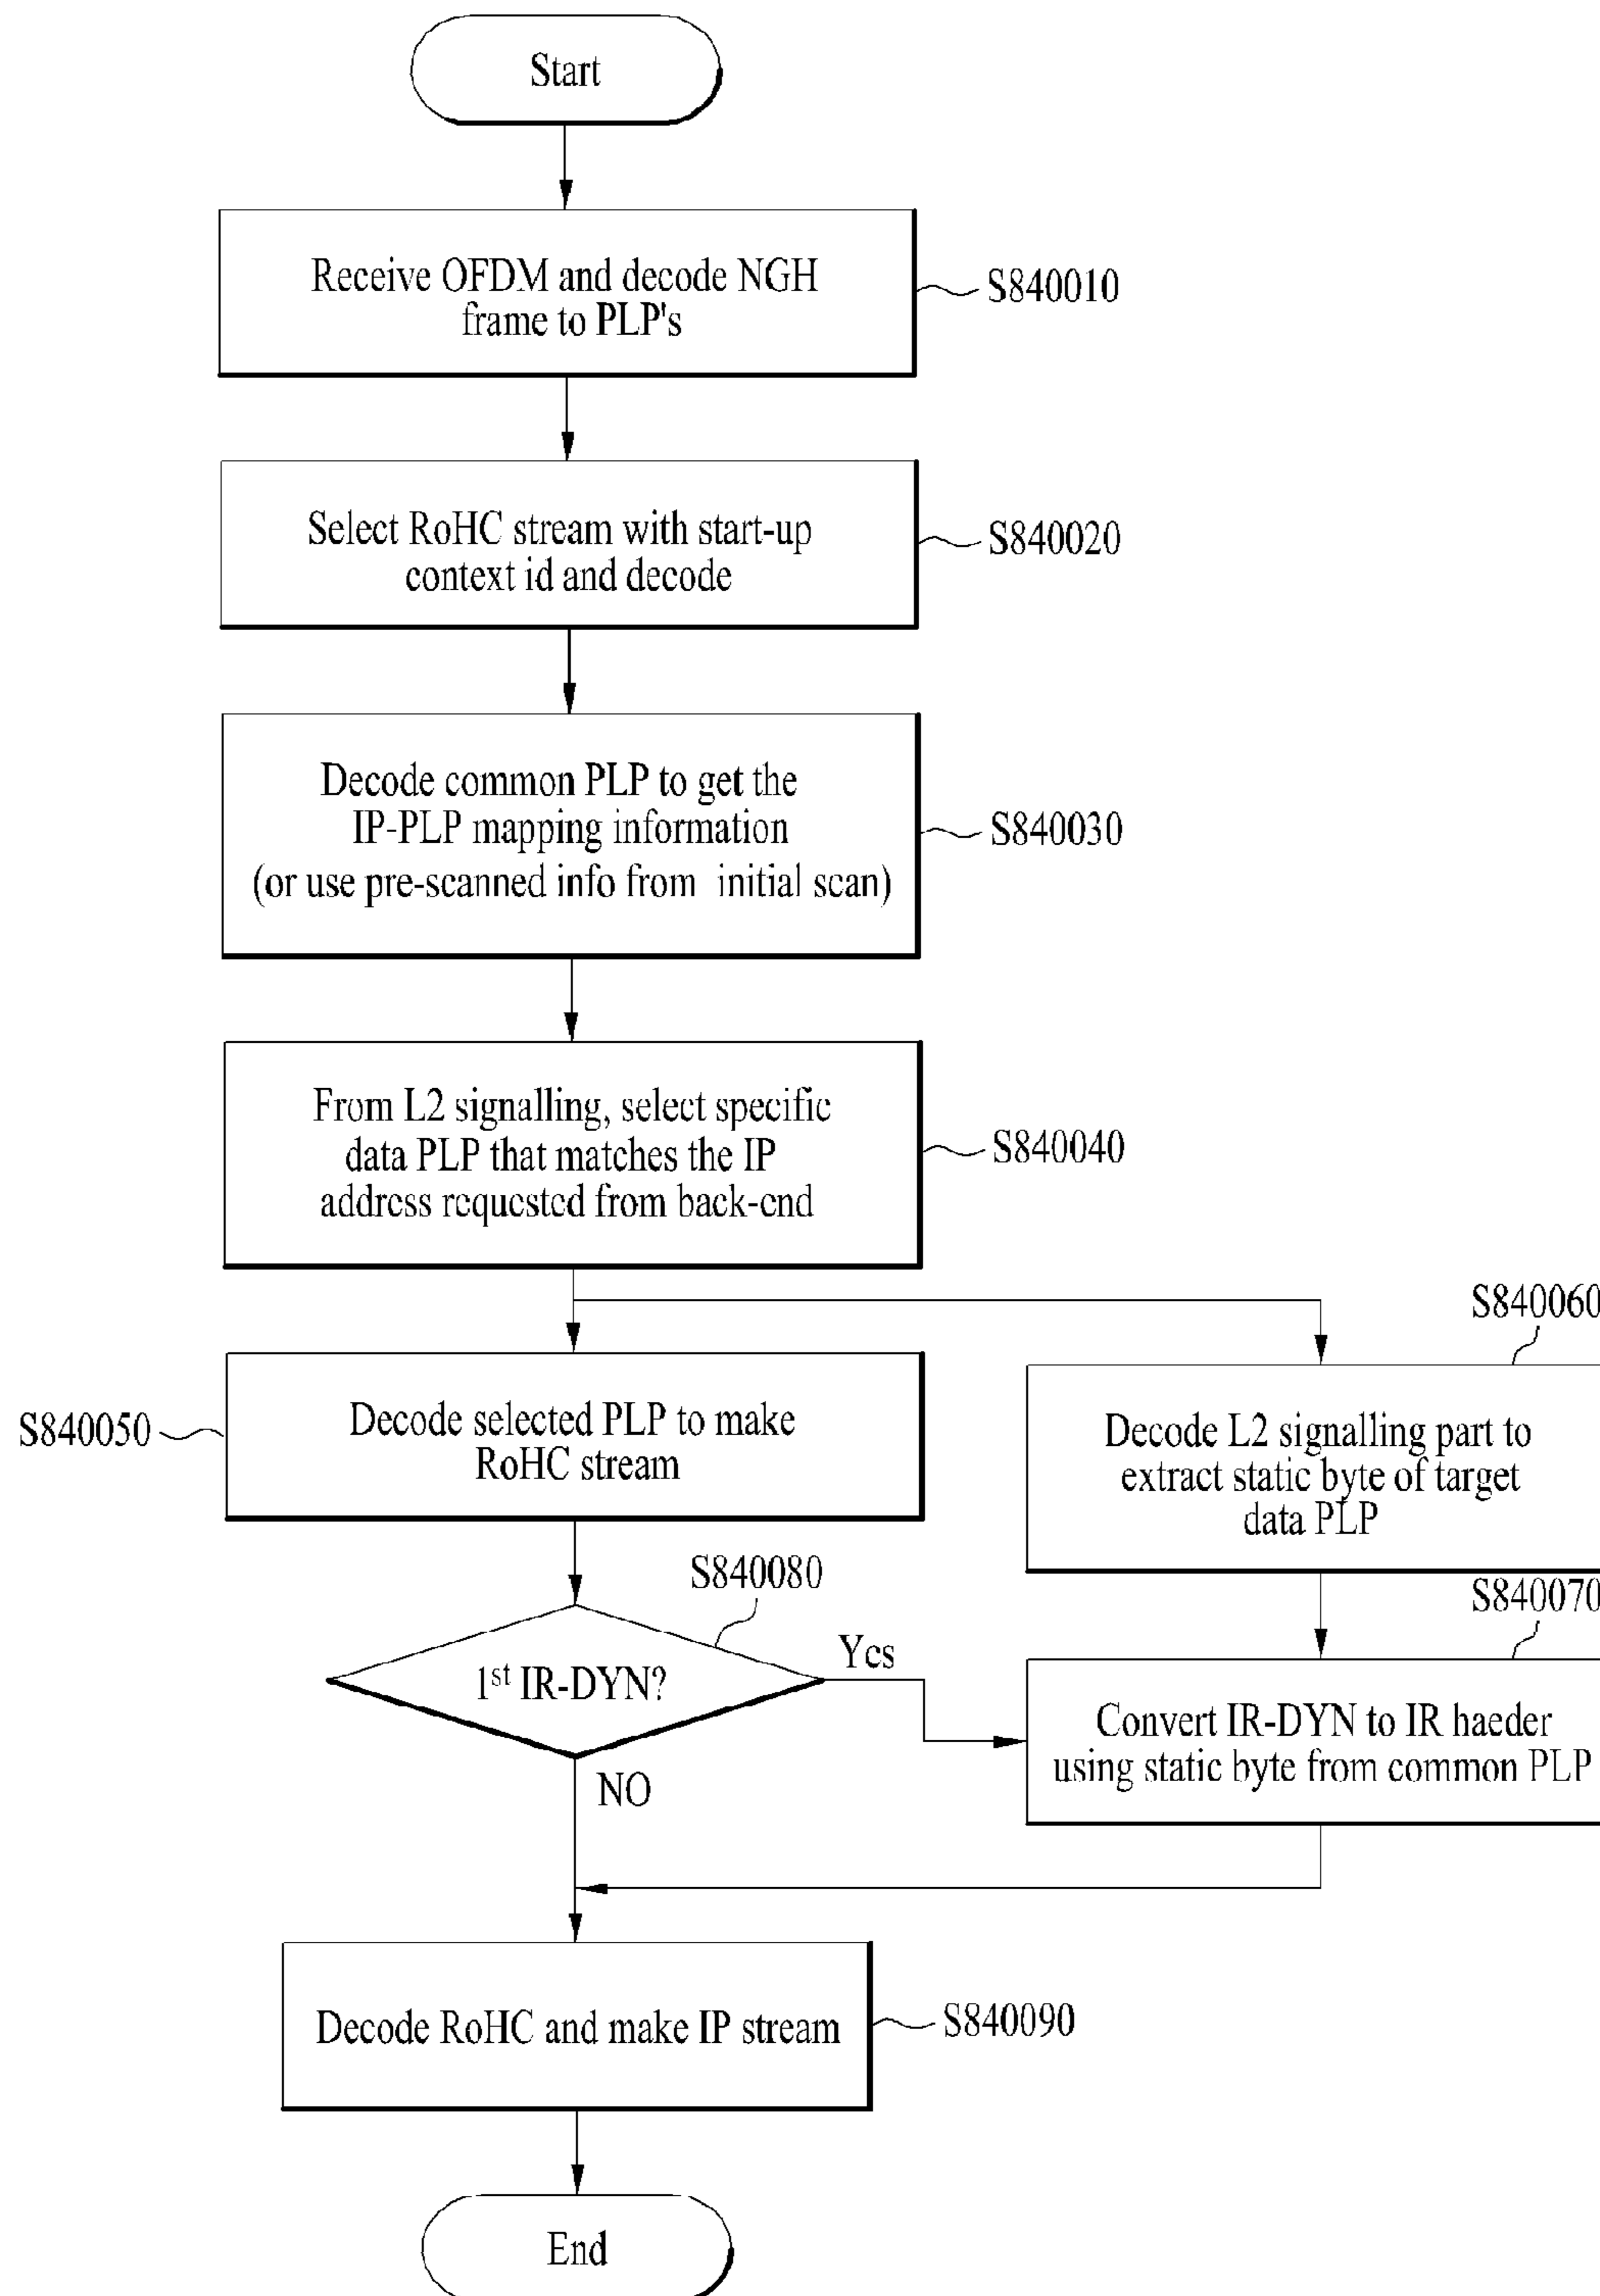 Start
Receive OFDM and decode NGH
frame to PLP's
S840010
Select RoHC stream with start-up
context id and decode
S840020
Decode common PLP to get the
IP-PLP mapping information
(or use pre-scanned info from initial scan)
S840030
From L2 signalling, select specific
data PLP that matches the IP
address requested from back-end
S840040
S840050
Decode selected PLP to make
RoHC stream
S840060
Decode L2 signalling part to
extract static byte of target
data PLP
S840080
1st IR-DYN?
Yes
NO
S840070
Convert IR-DYN to IR haeder
using static byte from common PLP
Decode RoHC and make IP stream
S840090
End